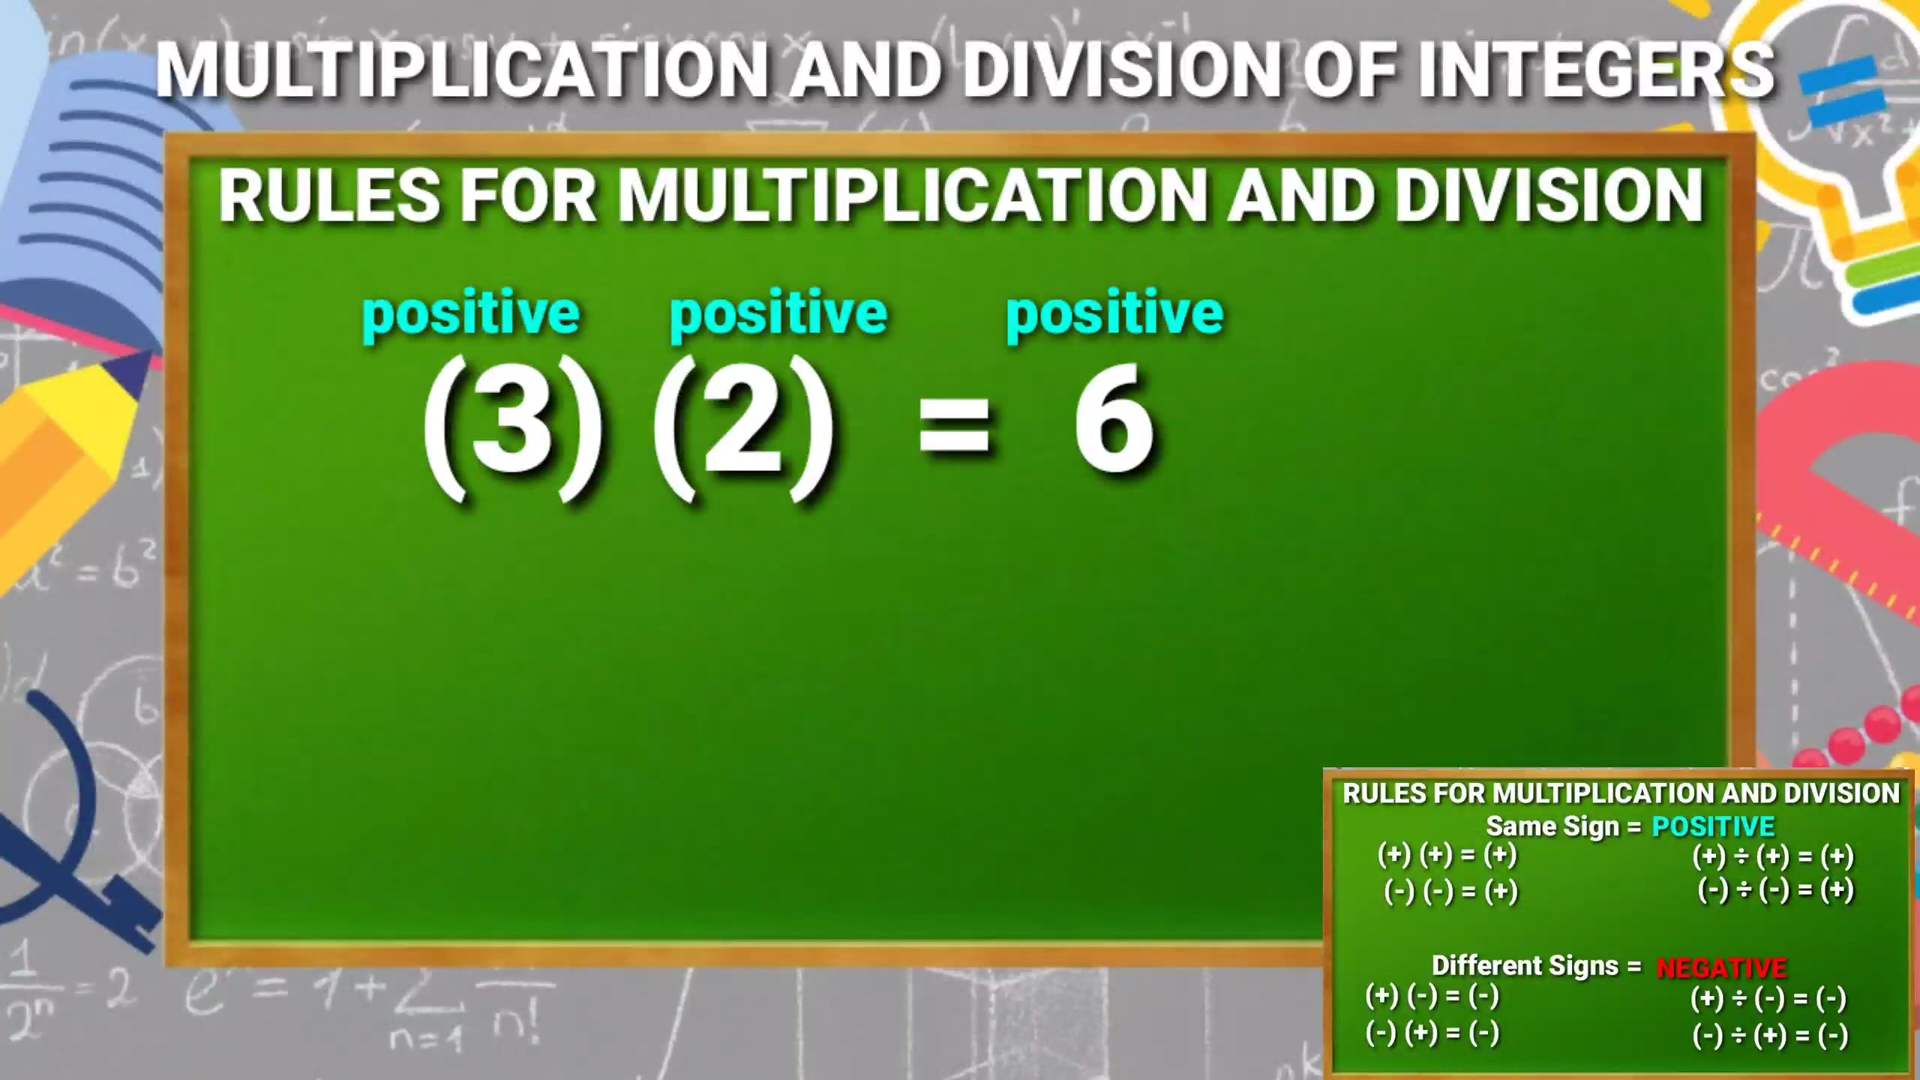 MULTIPLICATION AND DIVISION OF INTEGERS
RULES FOR MULTIPLICATION AND DIVISION
positive positive positive
(3) (2) = 6
RULES FOR MULTIPLICATION AND DIVISION
Same Sign = POSITIVE
(+) (+) = (+) (+) ÷ (+) = (+)
(-) (-) = (+) (-) ÷ (-) = (+)
Different Signs = NEGATIVE
(+) (-) = (-) (+) ÷ (-) = (-)
(-) (+) = (-) (-) ÷ (+) = (-)